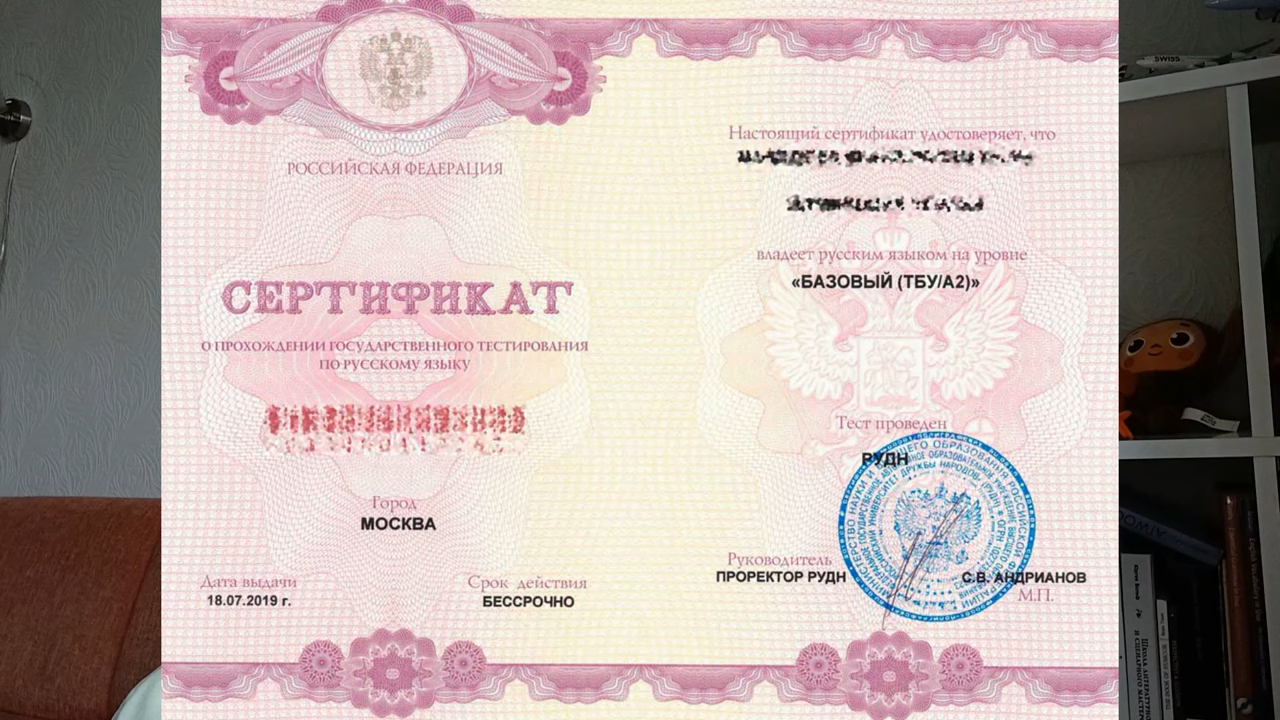 РОССИЙСКАЯ ФЕДЕРАЦИЯ
СЕРТИФИКАТ
О ПРОХОЖДЕНИИ ГОСУДАРСТВЕННОГО ТЕСТИРОВАНИЯ
ПО РУССКОМУ ЯЗЫКУ
Город
МОСКВА
Дата выдачи
18.07.2019 г.
Срок действия
БЕССРОЧНО
Настоящий сертификат удостоверяет, что
владеет русским языком на уровне
«БАЗОВЫЙ (ТБУ/А2)»
Тест проведен
РУДН
Руководитель
ПРОРЕКТОР РУДН
С.В. АНДРИАНОВ
М.П.
SWISS